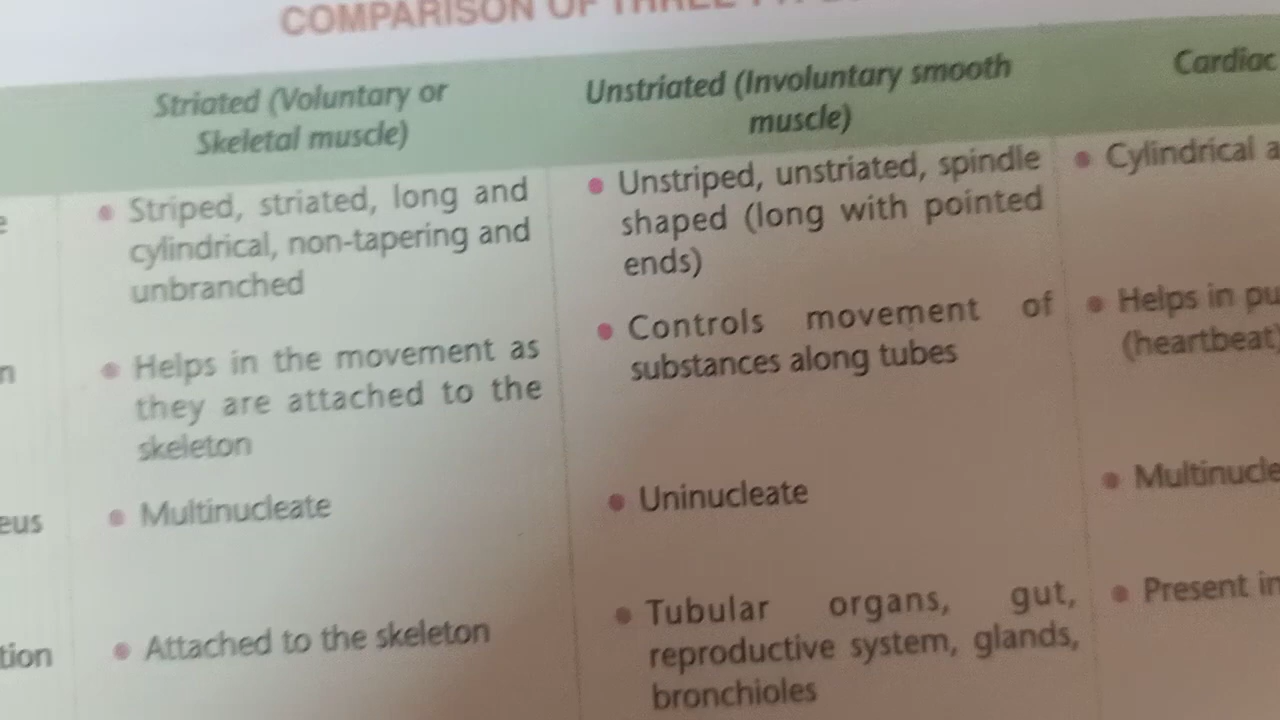 COMPARISON OF THREE
Striated (Voluntary or
Skeletal muscle)
Unstriated (Involuntary smooth
muscle)
Cardiac
Striped, striated, long and
cylindrical, non-tapering and
unbranched
Unstriped, unstriated, spindle
shaped (long with pointed
ends)
Cylindrical a
Helps in the movement as
they are attached to the
skeleton
Controls movement of
substances along tubes
Helps in pu
(heartbeat)
eus
Multinucleate
Uninucleate
Multinucle
tion
Attached to the skeleton
Tubular organs, gut,
reproductive system, glands,
bronchioles
Present in